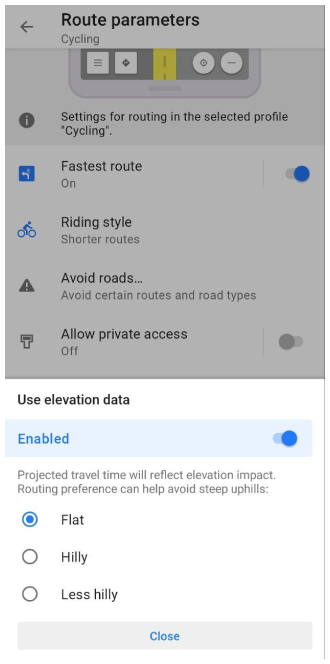 Route parameters
Cycling
Settings for routing in the selected profile
"Cycling".
Fastest route
On
Riding style
Shorter routes
Avoid roads...
Avoid certain routes and road types
Allow private access
Off
Use elevation data
Enabled
Projected travel time will reflect elevation impact.
Routing preference can help avoid steep uphills:
Flat
Hilly
Less hilly
Close